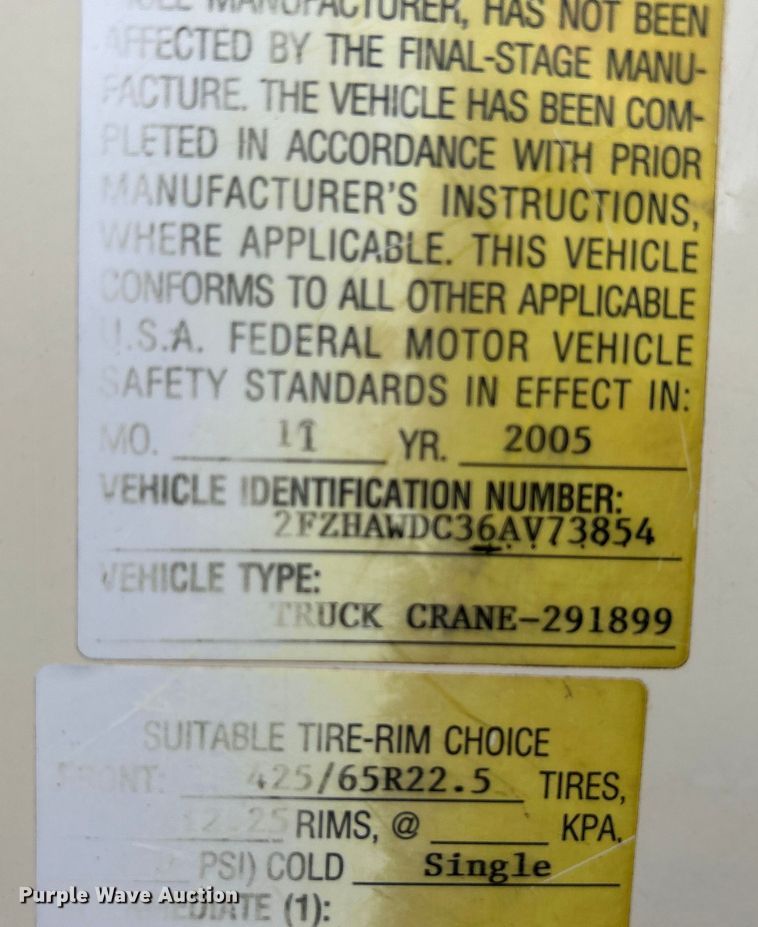 MANUFACTURER, HAS NOT BEEN
AFFECTED BY THE FINAL-STAGE MANU-
FACTURE. THE VEHICLE HAS BEEN COM-
PLETED IN ACCORDANCE WITH PRIOR
MANUFACTURER'S INSTRUCTIONS,
WHERE APPLICABLE. THIS VEHICLE
CONFORMS TO ALL OTHER APPLICABLE
U.S.A. FEDERAL MOTOR VEHICLE
SAFETY STANDARDS IN EFFECT IN:
MO. 11 YR. 2005
VEHICLE IDENTIFICATION NUMBER:
2FZHAWDC36AV73854
VEHICLE TYPE:
TRUCK CRANE-291899
SUITABLE TIRE-RIM CHOICE
FRONT: 425/65R22.5 TIRES,
12.25 RIMS, @ KPA,
PSI) COLD Single
(1):
Purple Wave Auction